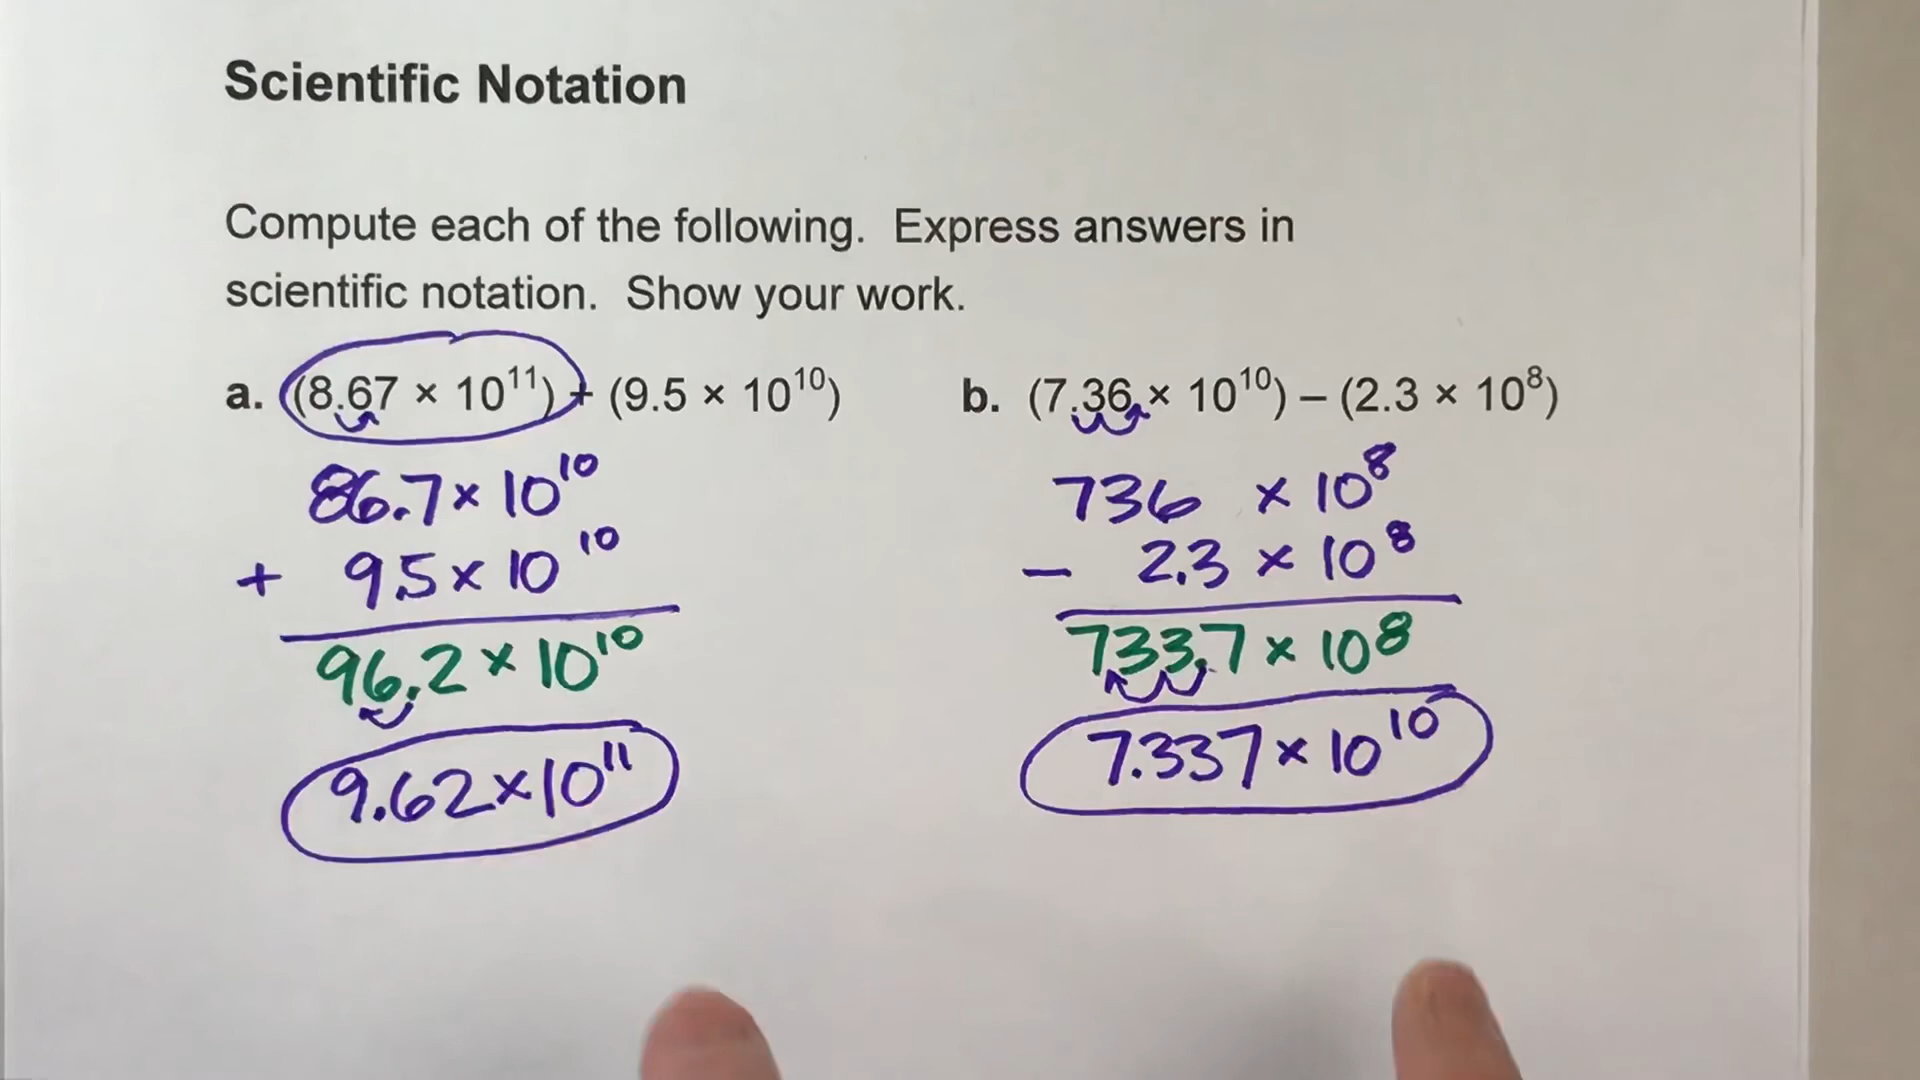 Scientific Notation
Compute each of the following. Express answers in
scientific notation. Show your work.
a. (8.67 × 10¹¹) + (9.5 × 10¹⁰)
86.7 × 10¹⁰
+ 9.5 × 10¹⁰
96.2 × 10¹⁰
9.62 × 10¹¹
b. (7.36 × 10¹⁰) – (2.3 × 10⁸)
736 × 10⁸
− 2.3 × 10⁸
733.7 × 10⁸
7.337 × 10¹⁰